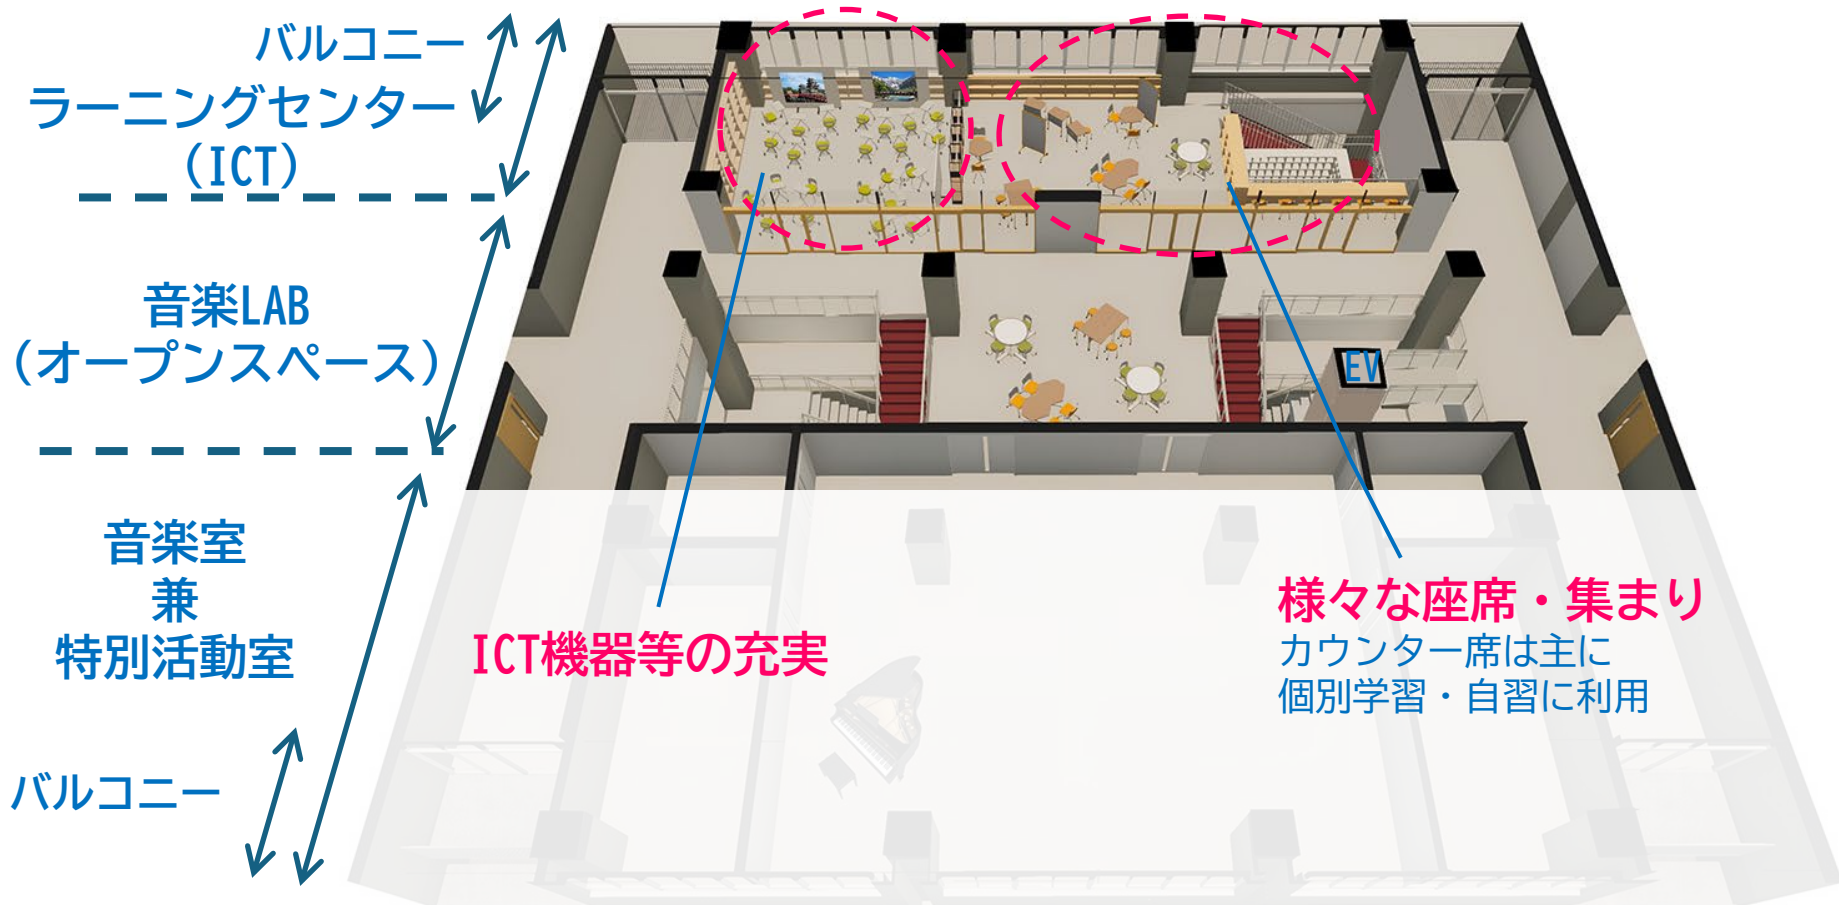 バルコニー
ラーニングセンター
(ICT)
音楽LAB
(オープンスペース)
音楽室
兼
特別活動室
バルコニー
EV
ICT機器等の充実
様々な座席・集まり
カウンター席は主に
個別学習・自習に利用